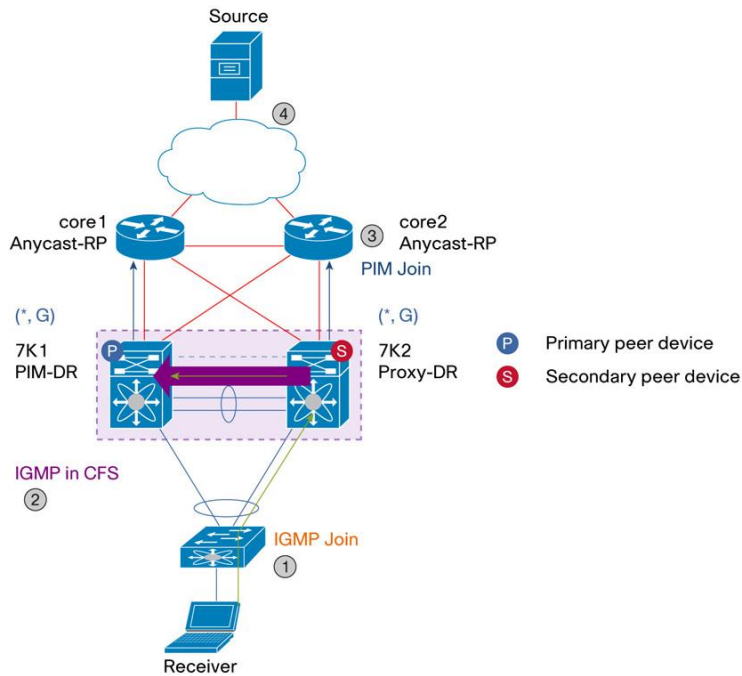 Source
4
core1
Anycast-RP
3
core2
Anycast-RP
PIM Join
(*, G)
(*, G)
7K1
PIM-DR
P
S
7K2
Proxy-DR
P Primary peer device
S Secondary peer device
IGMP in CFS
2
IGMP Join
1
Receiver